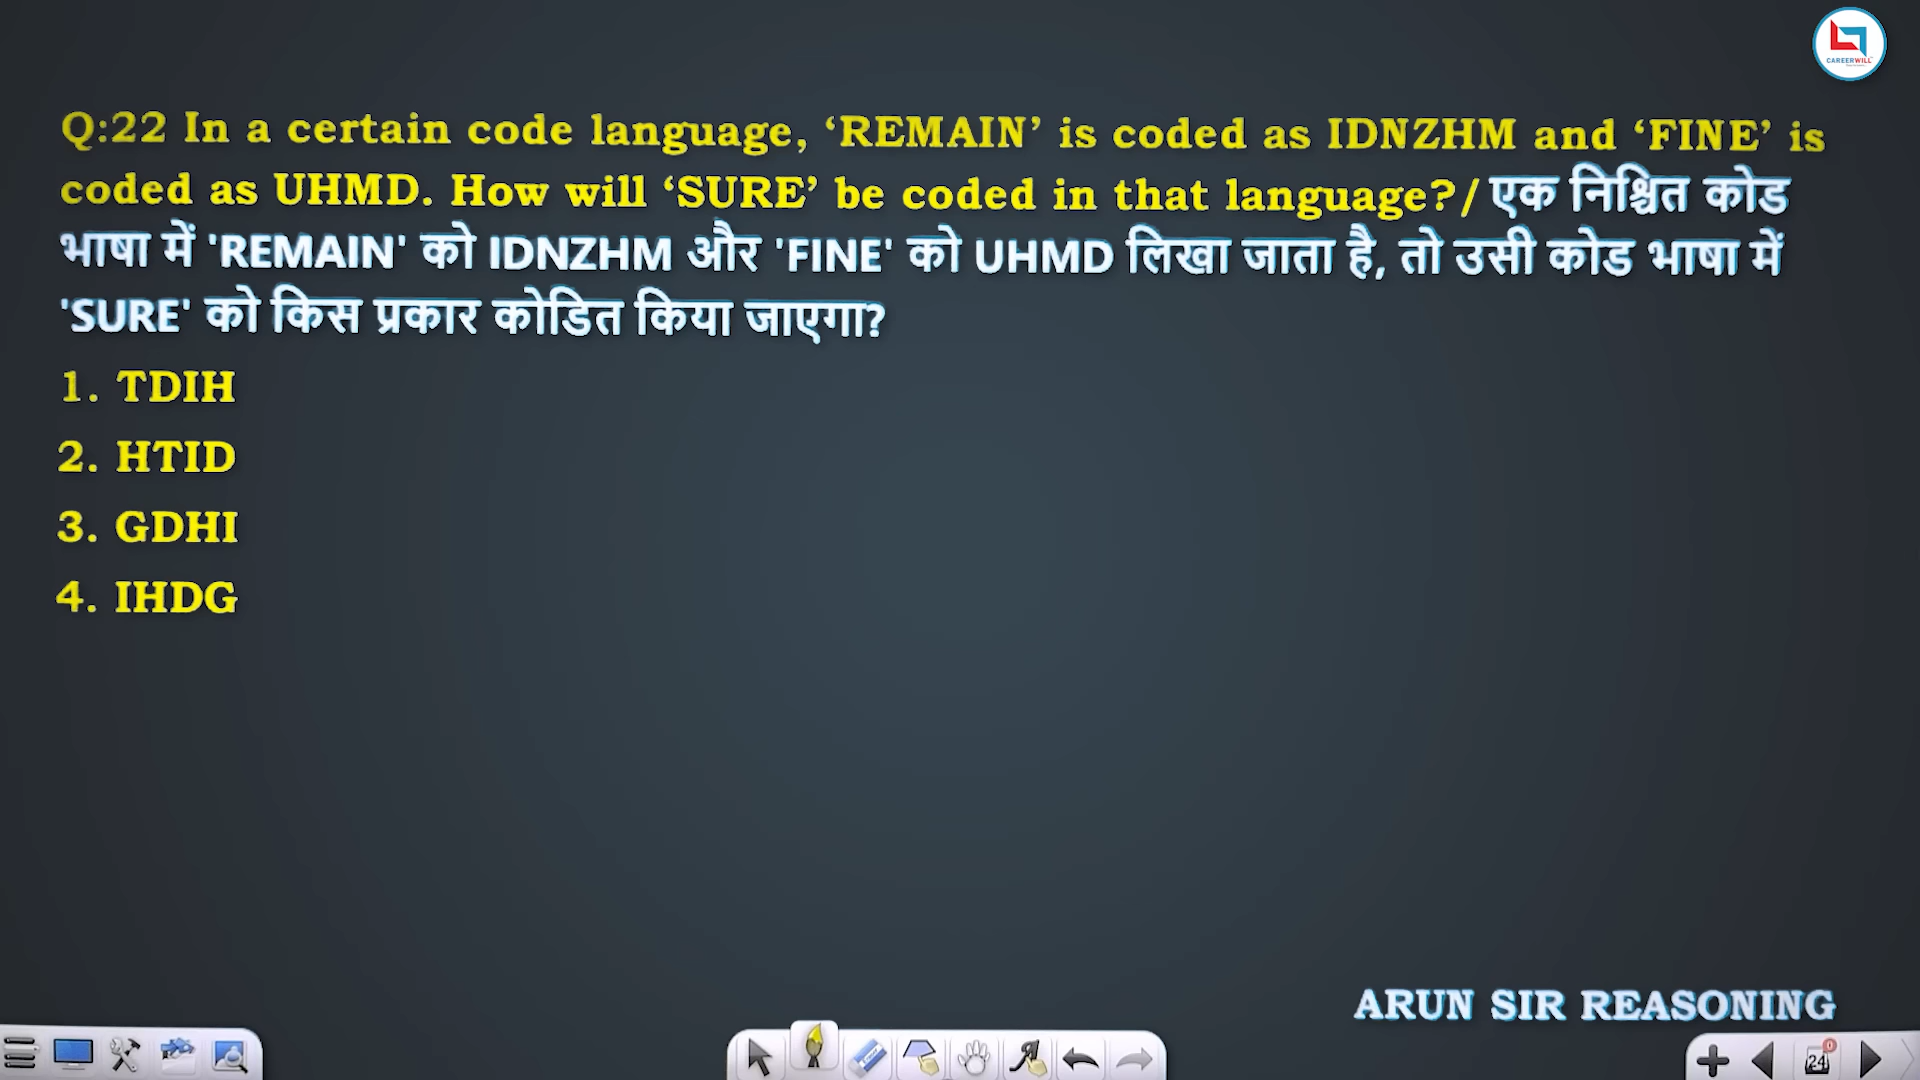 CAREERWILL
Q:22 In a certain code language, ‘REMAIN’ is coded as IDNZHM and ‘FINE’ is
coded as UHMD. How will ‘SURE’ be coded in that language?/ एक निश्चित कोड
भाषा में 'REMAIN' को IDNZHM और 'FINE' को UHMD लिखा जाता है, तो उसी कोड भाषा में
'SURE' को किस प्रकार कोडित किया जाएगा?
1. TDIH
2. HTID
3. GDHI
4. IHDG
ARUN SIR REASONING
24
0